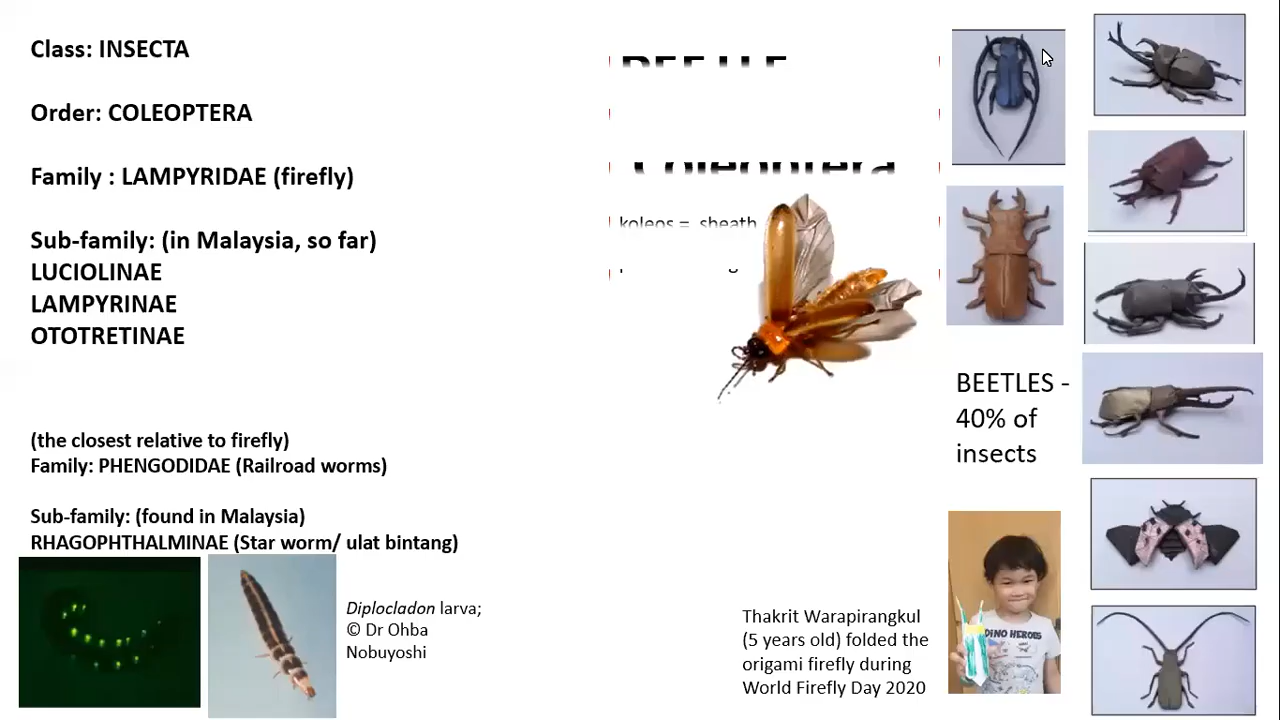 Class: INSECTA
Order: COLEOPTERA
Family : LAMPYRIDAE (firefly)
Sub-family: (in Malaysia, so far)
LUCIOLINAE
LAMPYRINAE
OTOTRETINAE
(the closest relative to firefly)
Family: PHENGODIDAE (Railroad worms)
Sub-family: (found in Malaysia)
RHAGOPHTHALMINAE (Star worm/ ulat bintang)
Diplocladon larva;
© Dr Ohba
Nobuyoshi
BEETLE
Coleoptera
koleos = sheath
BEETLES -
40% of
insects
Thakrit Warapirangkul
(5 years old) folded the
origami firefly during
World Firefly Day 2020
DINO HEROES